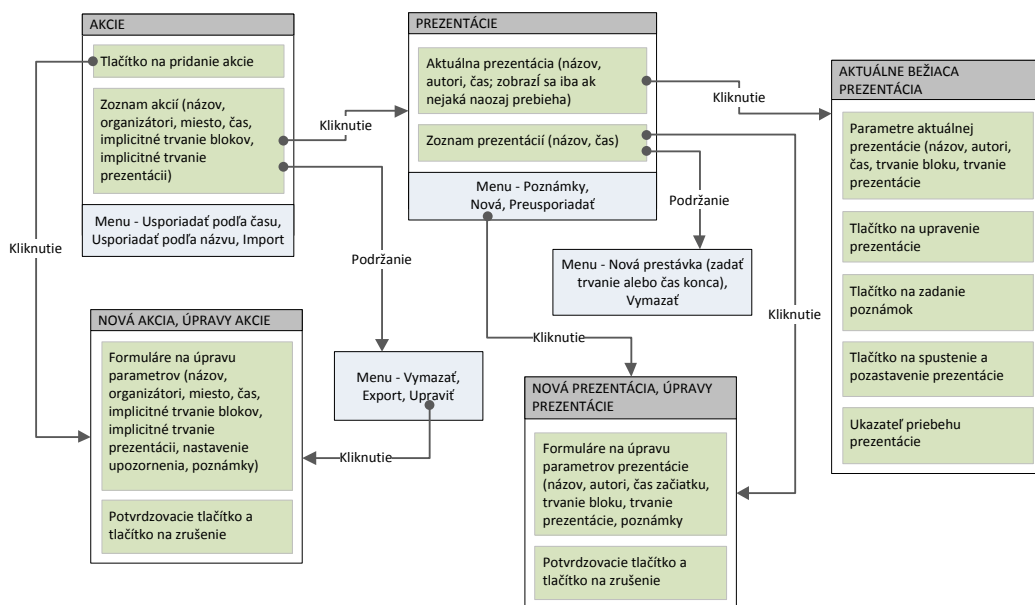 AKCIE
Tlačítko na pridanie akcie
Zoznam akcií (názov,
organizátori, miesto, čas,
implicitné trvanie blokov,
implicitné trvanie
prezentácii)
Menu - Usporiadať podľa času,
Usporiadať podľa názvu, Import
Kliknutie
Kliknutie
Podržanie
PREZENTÁCIE
Aktuálna prezentácia (názov,
autori, čas; zobrazÍ sa iba ak
nejaká naozaj prebieha)
Zoznam prezentácií (názov, čas)
Menu - Poznámky,
Nová, Preusporiadať
Kliknutie
Podržanie
Kliknutie
Kliknutie
Menu - Nová prestávka (zadať
trvanie alebo čas konca),
Vymazať
AKTUÁLNE BEŽIACA
PREZENTÁCIA
Parametre aktuálnej
prezentácie (názov, autori,
čas, trvanie bloku, trvanie
prezentácie
Tlačítko na upravenie
prezentácie
Tlačítko na zadanie
poznámok
Tlačítko na spustenie a
pozastavenie prezentácie
Ukazateľ priebehu
prezentácie
NOVÁ AKCIA, ÚPRAVY AKCIE
Formuláre na úpravu
parametrov (názov,
organizátori, miesto, čas,
implicitné trvanie blokov,
implicitné trvanie
prezentácii, nastavenie
upozornenia, poznámky)
Potvrdzovacie tlačítko a
tlačítko na zrušenie
Menu - Vymazať,
Export, Upraviť
Kliknutie
NOVÁ PREZENTÁCIA, ÚPRAVY
PREZENTÁCIE
Formuláre na úpravu
parametrov prezentácie
(názov, autori, čas začiatku,
trvanie bloku, trvanie
prezentácie, poznámky
Potvrdzovacie tlačítko a
tlačítko na zrušenie